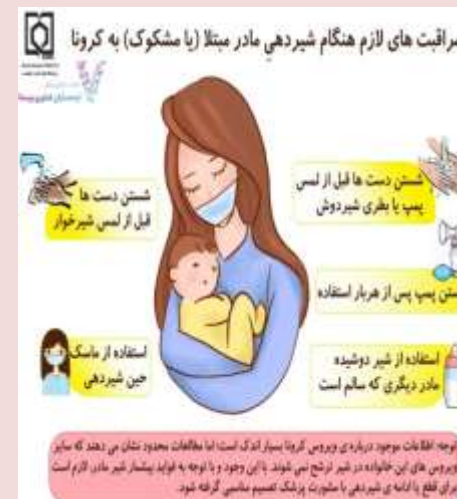 مراقبت های لازم هنگام شیردهی مادر مبتلا (یا مشکوک) به کرونا
شستن دست ها قبل از لمس
پمپ یا بطری شیردوش
شستن دست ها
قبل از لمس شیرخوار
ستن پمپ پس از هربار استفاده
استفاده از شیر دوشیده
مادر دیگری که سالم است
استفاده از ماسک
حین شیردهی
توجه: اطلاعات موجود درباره ی ویروس کرونا بسیار اندک است؛ اما مطالعات محدود نشان می دهند که سایر
ویروس های این خانواده در شیر ترشح نمی شوند. با این وجود و با توجه به فواید بیشمار شیر مادر، لازم است
برای قطع یا ادامه ی شیردهی با مشورت پزشک تصمیم مناسبی گرفته شود.